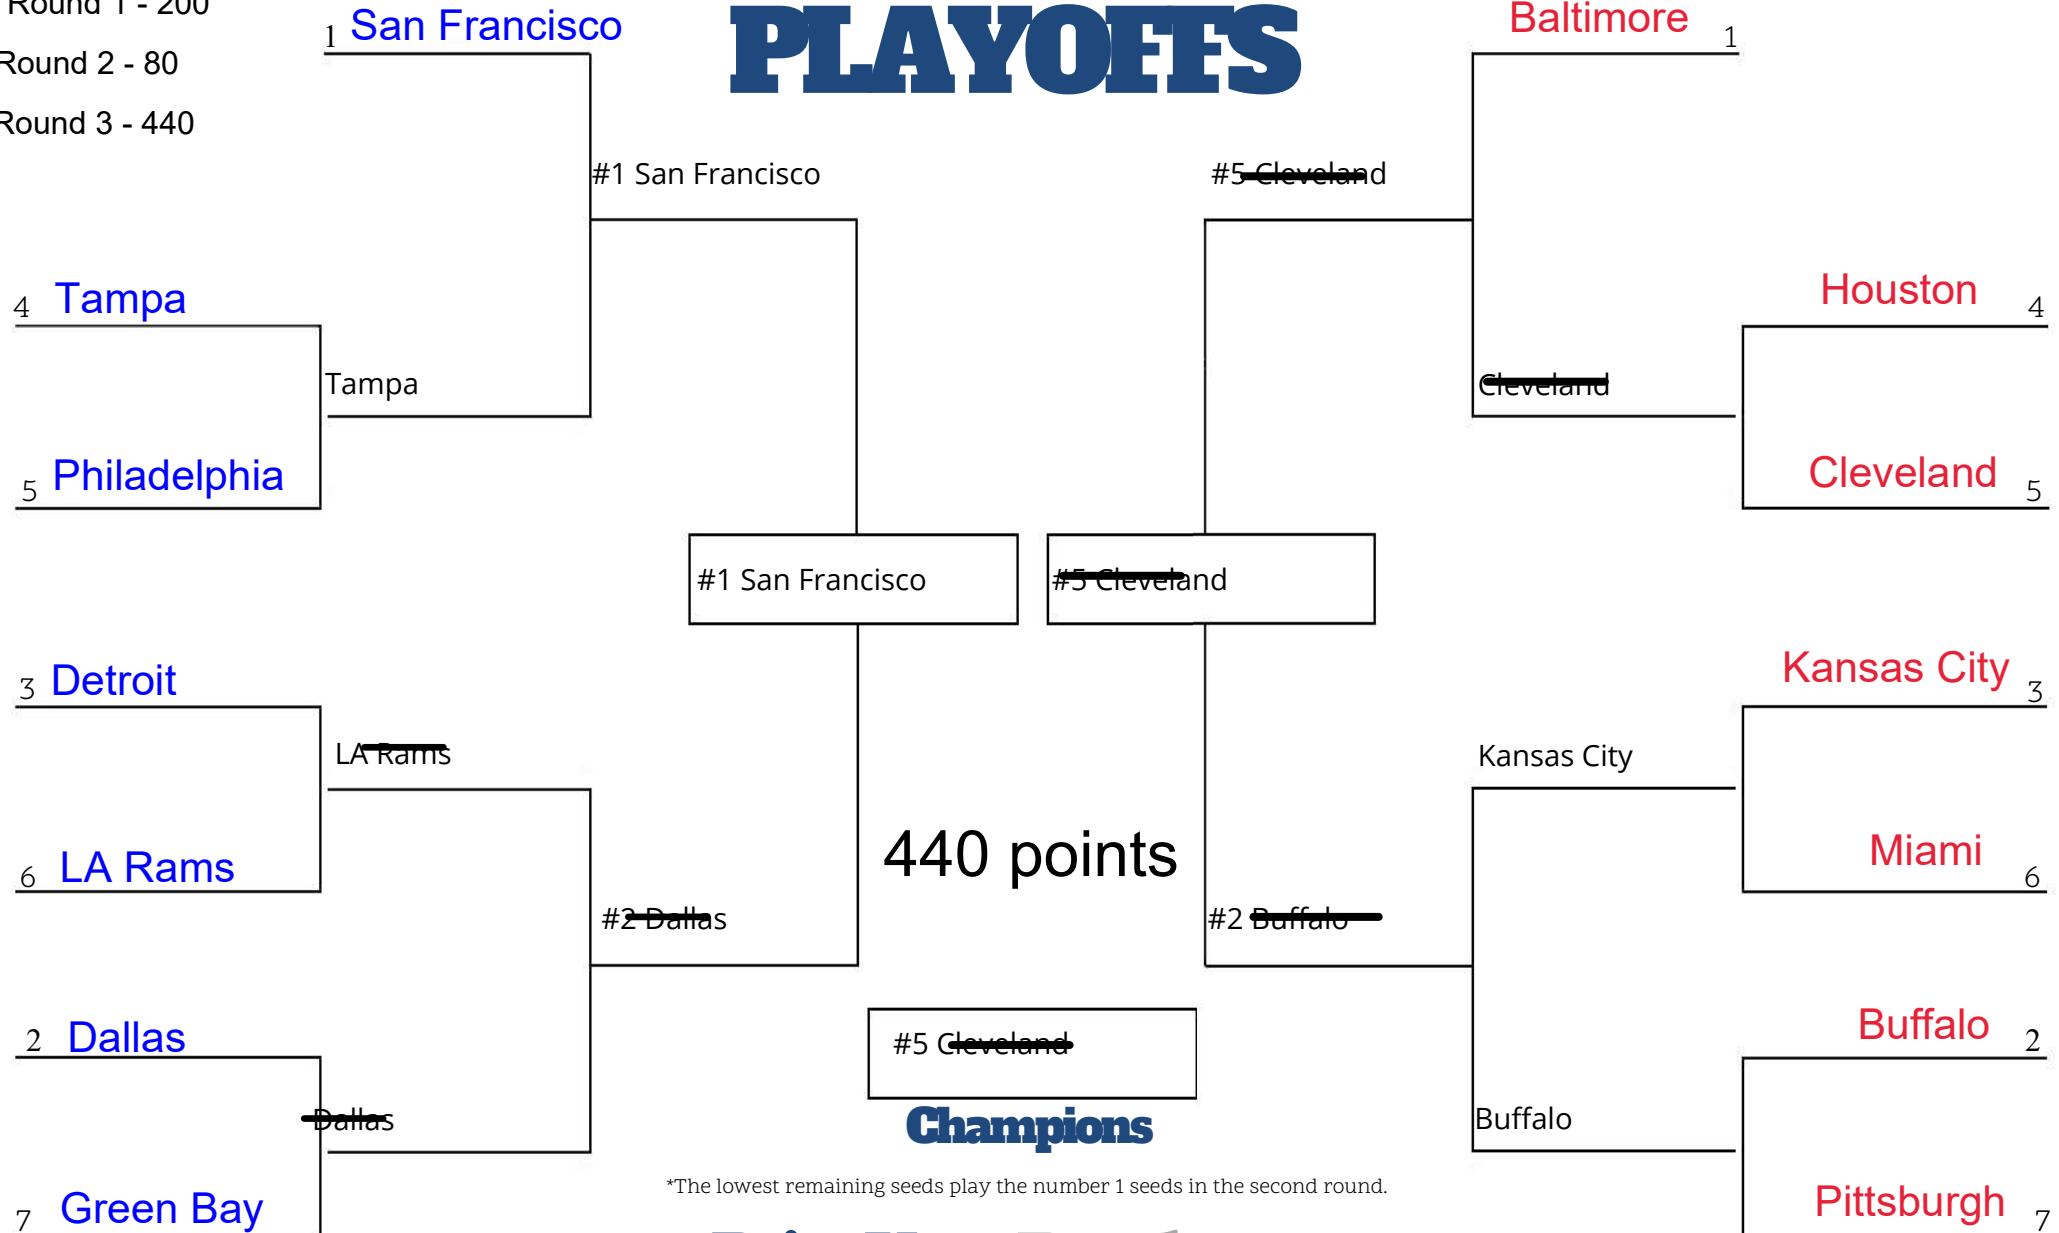 Round 1 - 200
Round 2 - 80
Round 3 - 440
PLAYOFFS
1 San Francisco
Baltimore 1
#1 San Francisco
#5 Cleveland
4 Tampa
Houston 4
Tampa
Cleveland
5 Philadelphia
Cleveland 5
#1 San Francisco
#5 Cleveland
3 Detroit
Kansas City 3
LA Rams
Kansas City
6 LA Rams
Miami 6
440 points
#2 Dallas
#2 Buffalo
2 Dallas
Buffalo 2
#5 Cleveland
Dallas
Buffalo
Champions
*The lowest remaining seeds play the number 1 seeds in the second round.
7 Green Bay
Pittsburgh 7